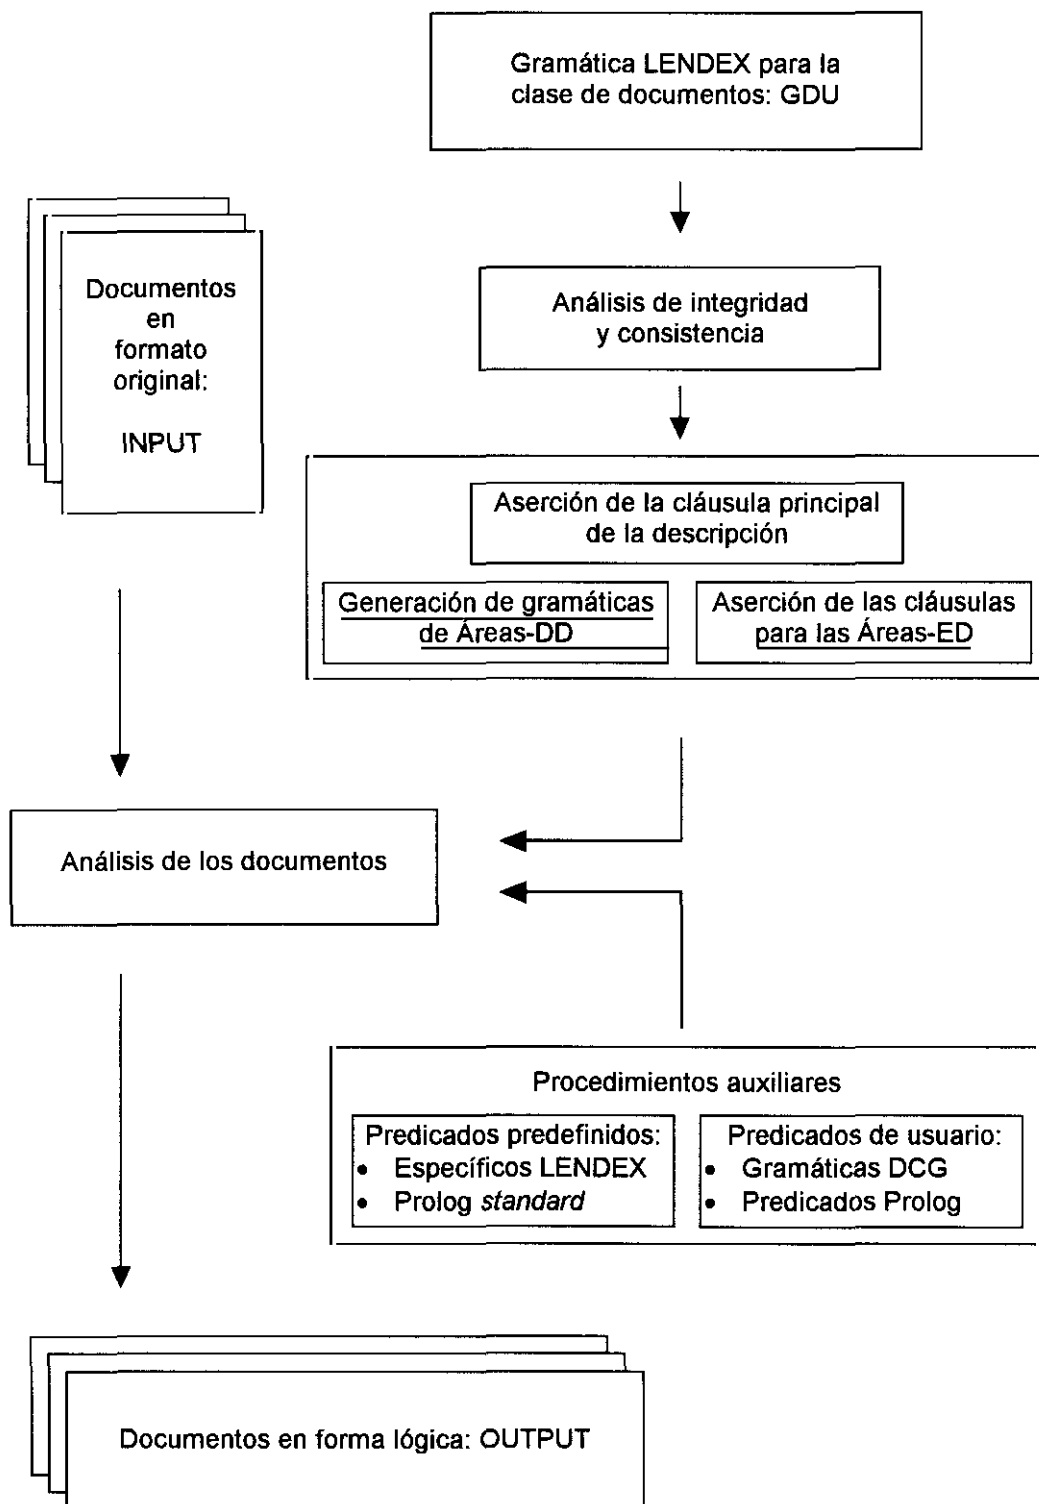 Gramática LENDEX para la
clase de documentos: GDU
Documentos
en
formato
original:
INPUT
Análisis de integridad
y consistencia
Aserción de la cláusula principal
de la descripción
Generación de gramáticas
de Áreas-DD
Aserción de las cláusulas
para las Áreas-ED
Análisis de los documentos
Procedimientos auxiliares
Predicados predefinidos:
• Específicos LENDEX
• Prolog standard
Predicados de usuario:
• Gramáticas DCG
• Predicados Prolog
Documentos en forma lógica: OUTPUT